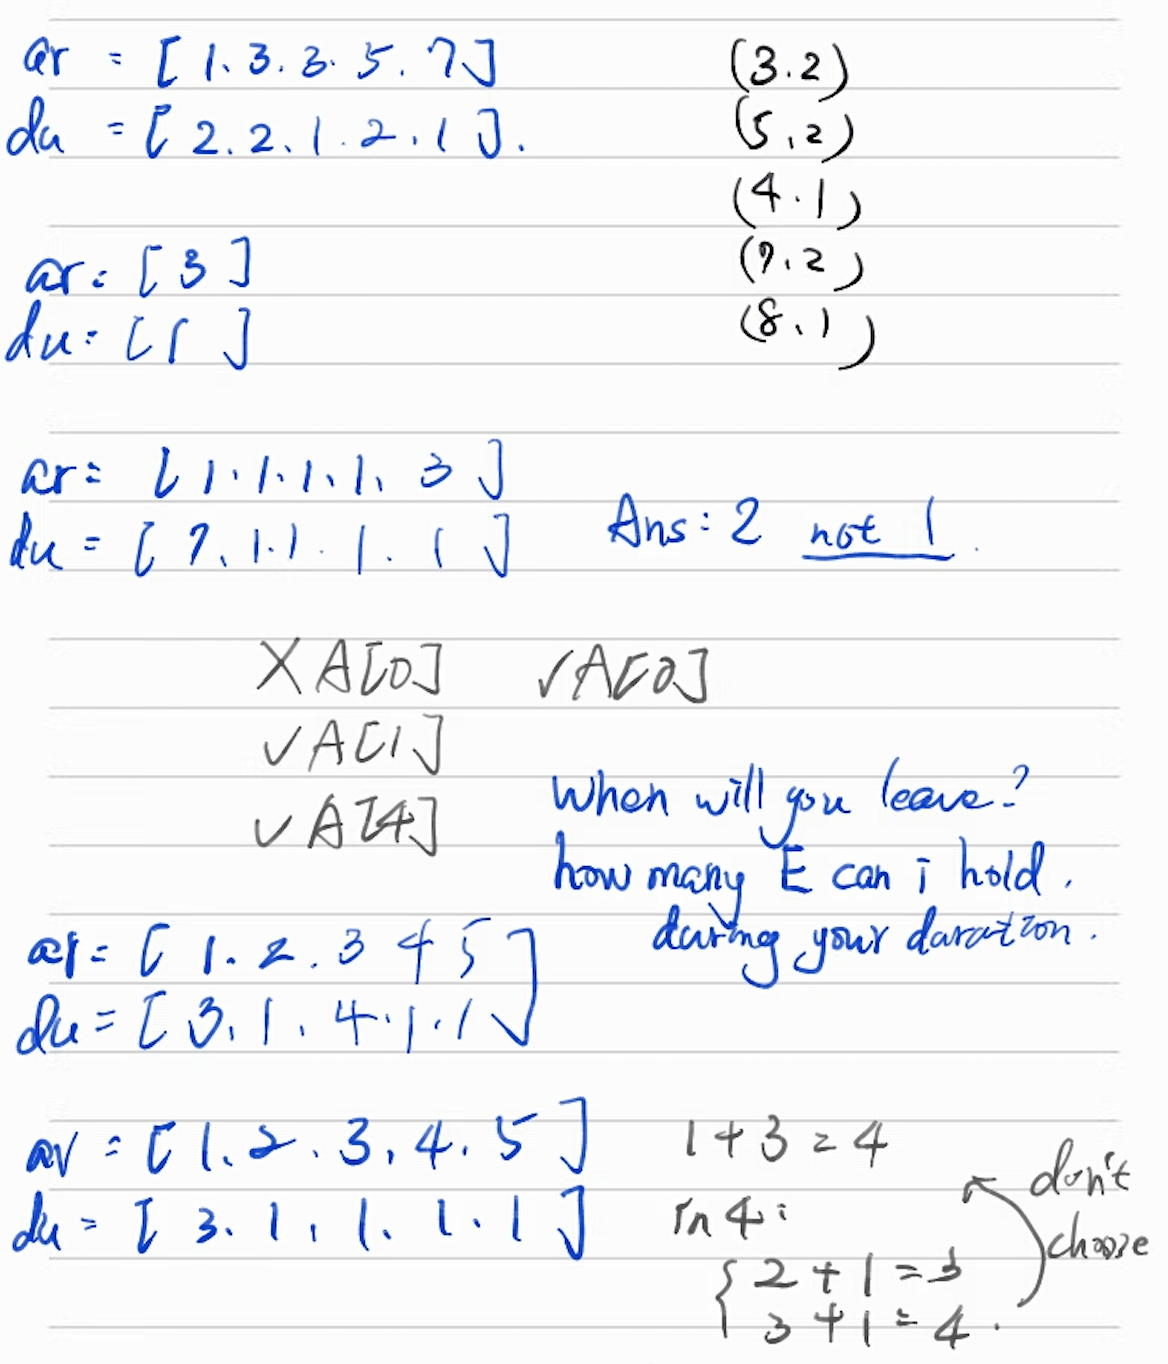 ar = [ 1. 3. 3. 5. 7 ]
du = [ 2. 2. 1. 2. 1 ].
(3.2)
(5,2)
(4.1)
(7.2)
(8.1)
ar= [ 3 ]
du= [ 5 ]
ar= [ 1. 1. 1. 1, 3 ]
du = [ 7, 1. 1. 1. 1 ]
Ans: 2 not 1.
X A[0]
✓A[1]
✓A[4]
✓A[0]
When will you leave?
how many E can i hold.
during your daration.
ar= [ 1. 2. 3 4 5 ]
du= [ 3, 1, 4. 1. 1 ]
ar = [ 1. 2. 3, 4. 5 ]
du = [ 3. 1, 1. 1. 1 ]
1+3=4
in 4:
{ 2+1=3
3+1=4.
don't
choose